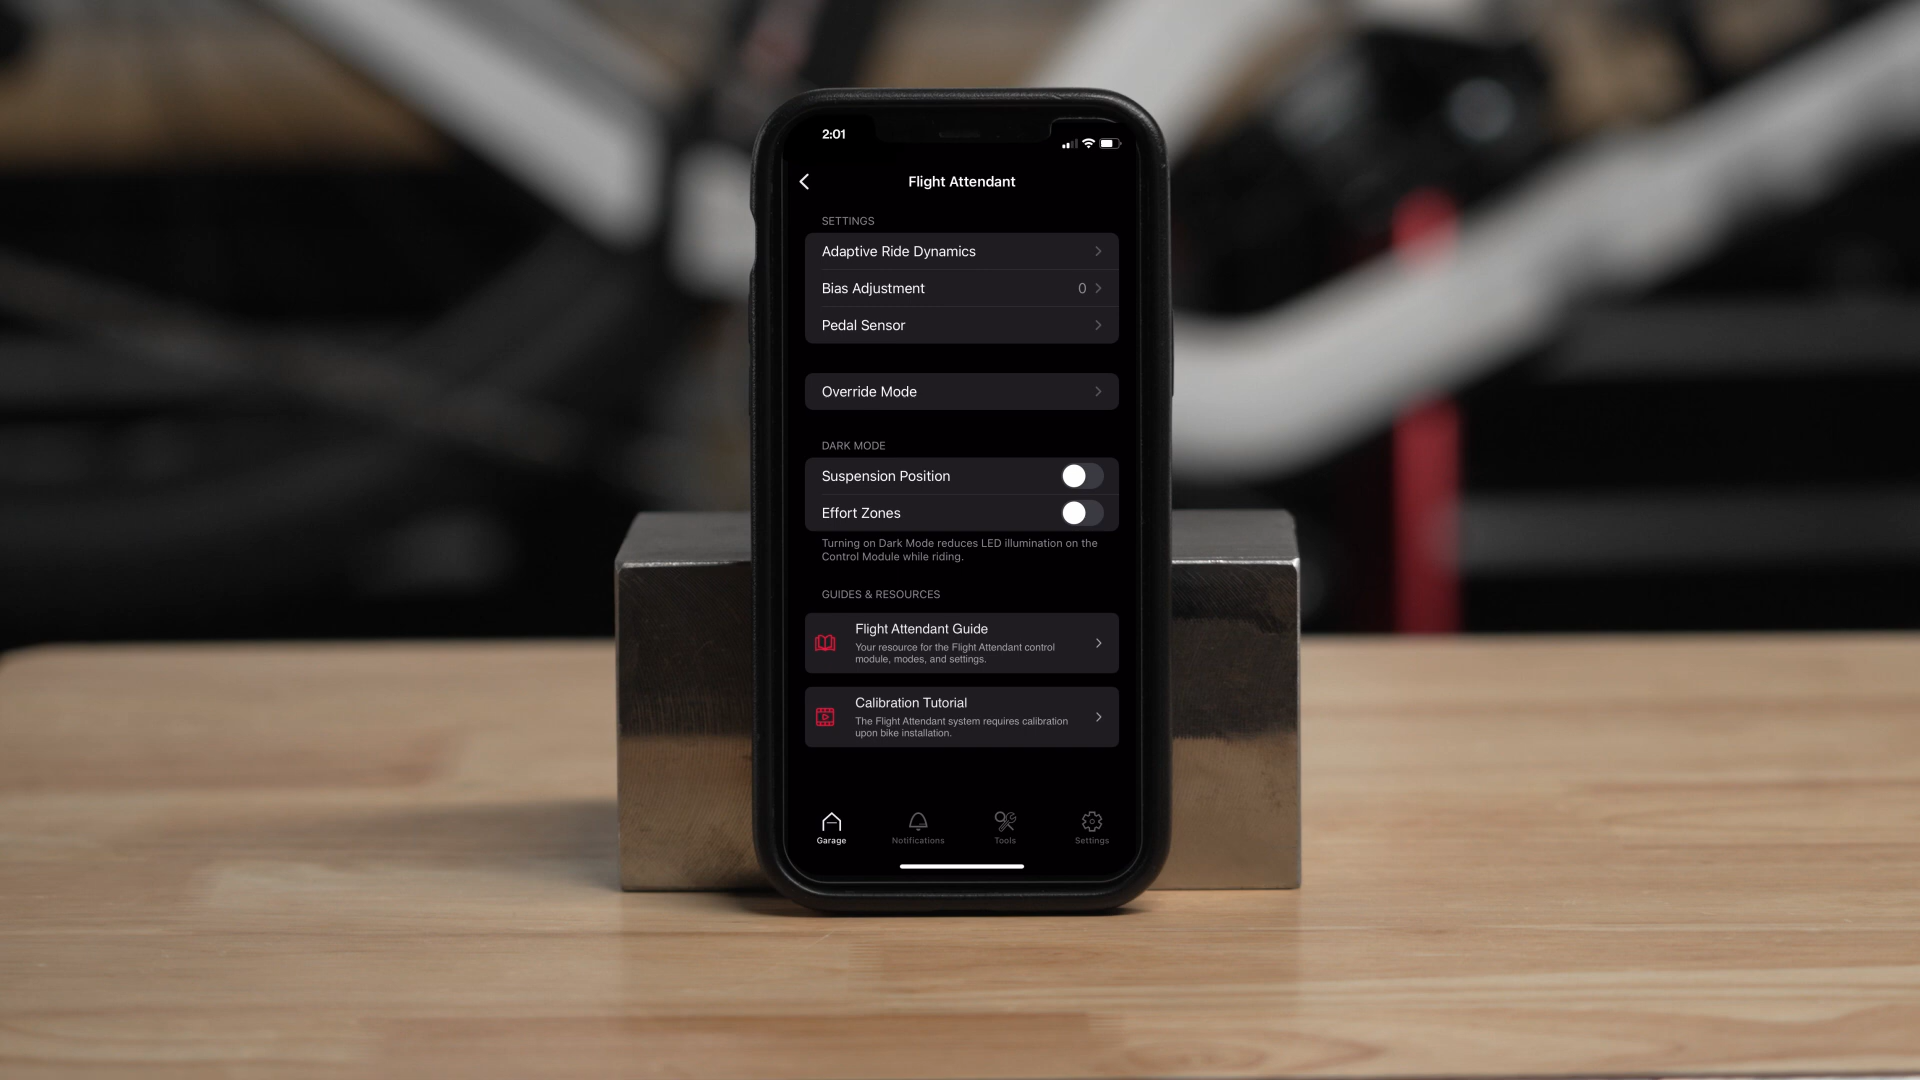 2:01
Flight Attendant
SETTINGS
Adaptive Ride Dynamics
Bias Adjustment 0
Pedal Sensor
Override Mode
DARK MODE
Suspension Position
Effort Zones
Turning on Dark Mode reduces LED illumination on the
Control Module while riding.
GUIDES & RESOURCES
Flight Attendant Guide
Your resource for the Flight Attendant control
module, modes, and settings.
Calibration Tutorial
The Flight Attendant system requires calibration
upon bike installation.
Garage Notifications Tools Settings